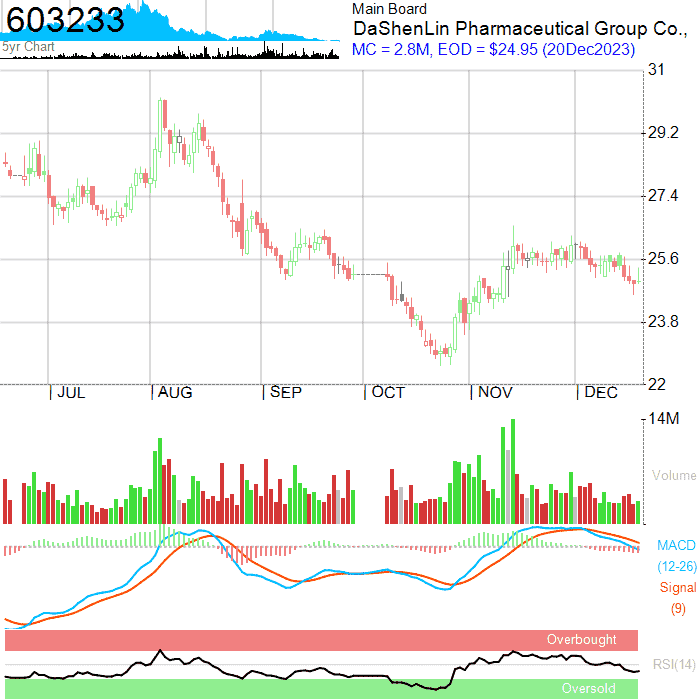 603233
5yr Chart
Main Board
DaShenLin Pharmaceutical Group Co.,
MC = 2.8M, EOD = $24.95 (20Dec2023)
31
29.2
27.4
25.6
23.8
22
JUL AUG SEP OCT NOV DEC
14M
Volume
MACD
(12-26)
Signal
(9)
Overbought
RSI(14)
Oversold